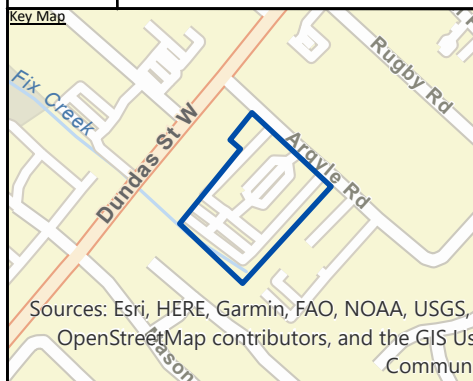 Key Map
Rugby Rd
Fix Creek
Dundas St W
Argyle Rd
Sources: Esri, HERE, Garmin, FAO, NOAA, USGS,
OpenStreetMap contributors, and the GIS Us
Commun